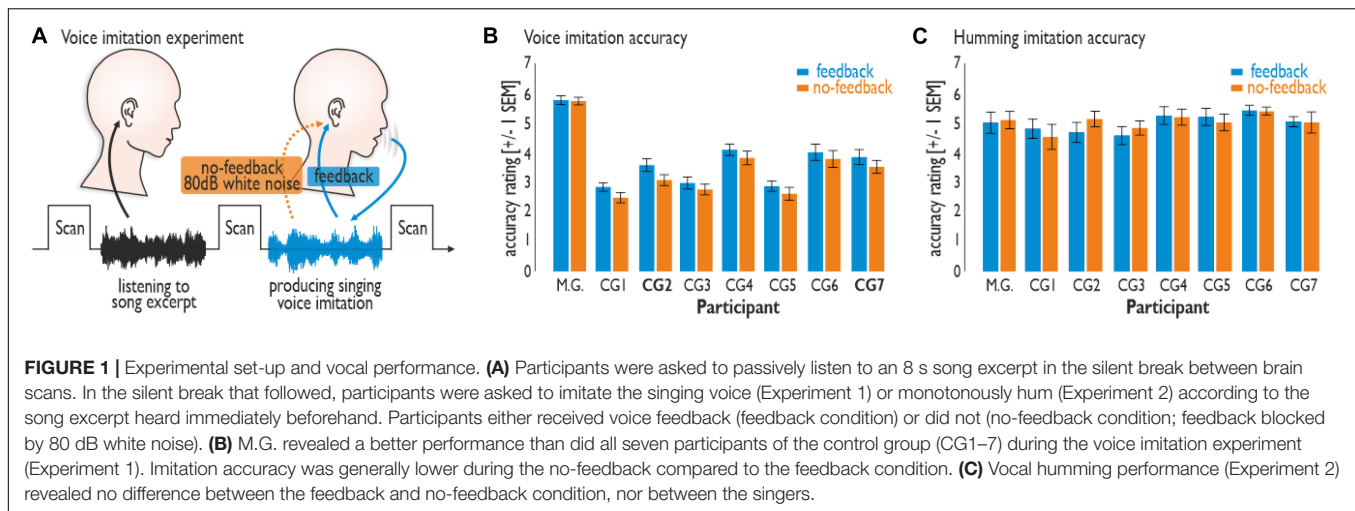 A Voice imitation experiment
no-feedback
80dB white noise
feedback
Scan
Scan
Scan
listening to
song excerpt
producing singing
voice imitation
B Voice imitation accuracy
feedback
no-feedback
accuracy rating [+/- 1 SEM]
6
5
4
3
2
1
0
M.G. CG1 CG2 CG3 CG4 CG5 CG6 CG7
Participant
C Humming imitation accuracy
feedback
no-feedback
accuracy rating [+/- 1 SEM]
6
5
4
3
2
1
0
M.G. CG1 CG2 CG3 CG4 CG5 CG6 CG7
Participant
FIGURE 1 | Experimental set-up and vocal performance. (A) Participants were asked to passively listen to an 8 s song excerpt in the silent break between brain
scans. In the silent break that followed, participants were asked to imitate the singing voice (Experiment 1) or monotonously hum (Experiment 2) according to the
song excerpt heard immediately beforehand. Participants either received voice feedback (feedback condition) or did not (no-feedback condition; feedback blocked
by 80 dB white noise). (B) M.G. revealed a better performance than did all seven participants of the control group (CG1–7) during the voice imitation experiment
(Experiment 1). Imitation accuracy was generally lower during the no-feedback compared to the feedback condition. (C) Vocal humming performance (Experiment 2)
revealed no difference between the feedback and no-feedback condition, nor between the singers.